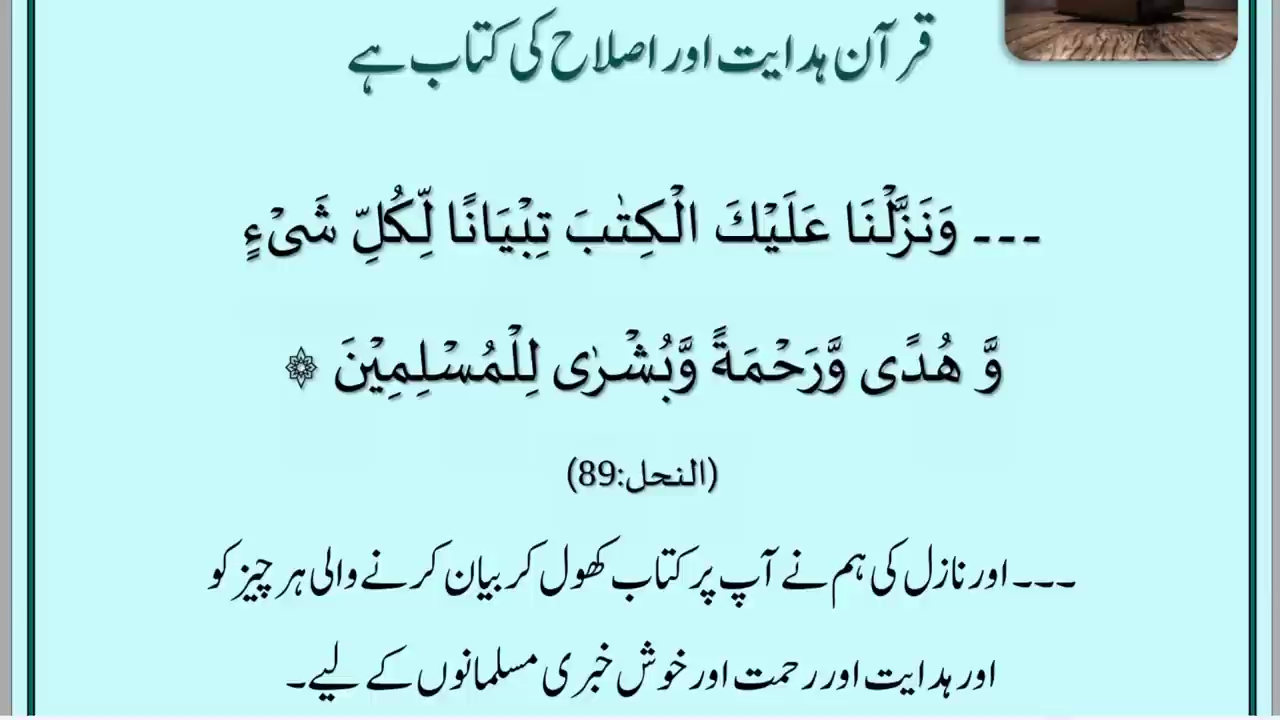 قرآن ہدایت اور اصلاح کی کتاب ہے
--- وَنَزَّلْنَا عَلَيْكَ الْكِتٰبَ تِبْيَانًا لِّكُلِّ شَىْءٍ
وَّ هُدًى وَّرَحْمَةً وَّبُشْرٰى لِلْمُسْلِمِيْنَ ۞
(النحل:89)
۔۔۔ اور نازل کی ہم نے آپ پر کتاب کھول کر بیان کرنے والی ہر چیز کو
اور ہدایت اور رحمت اور خوش خبری مسلمانوں کے لیے۔